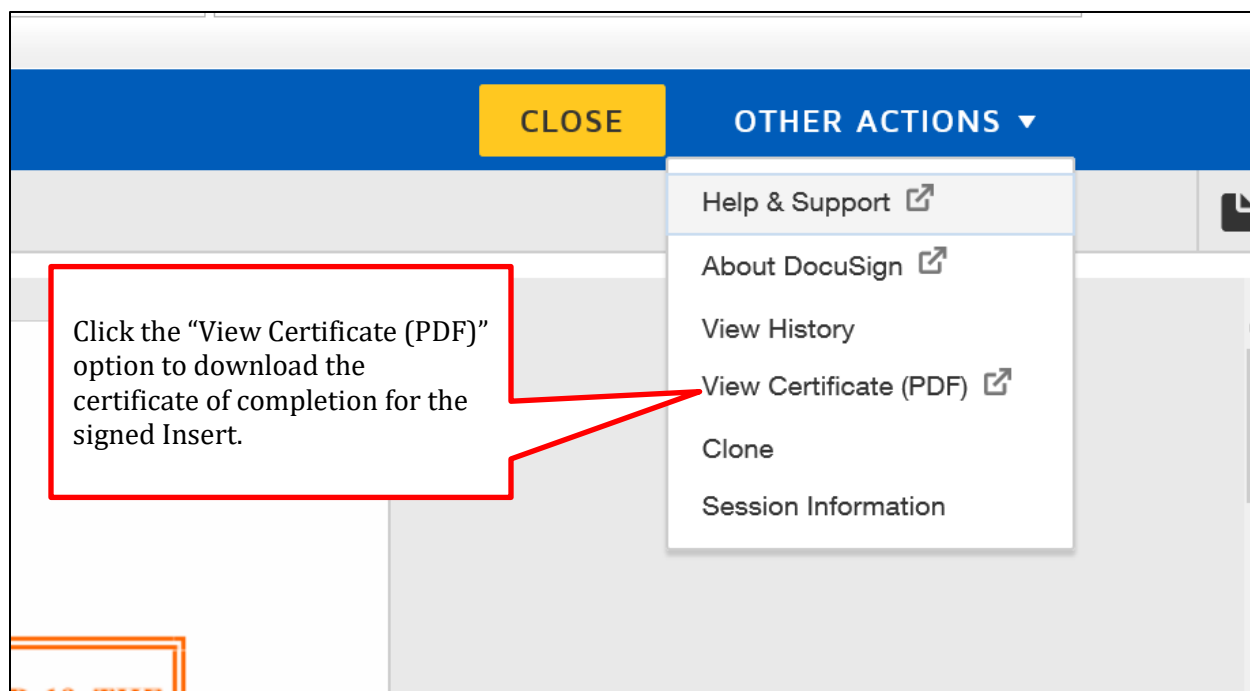 CLOSE
OTHER ACTIONS
Help & Support
About DocuSign
View History
View Certificate (PDF)
Clone
Session Information
Click the “View Certificate (PDF)”
option to download the
certificate of completion for the
signed Insert.